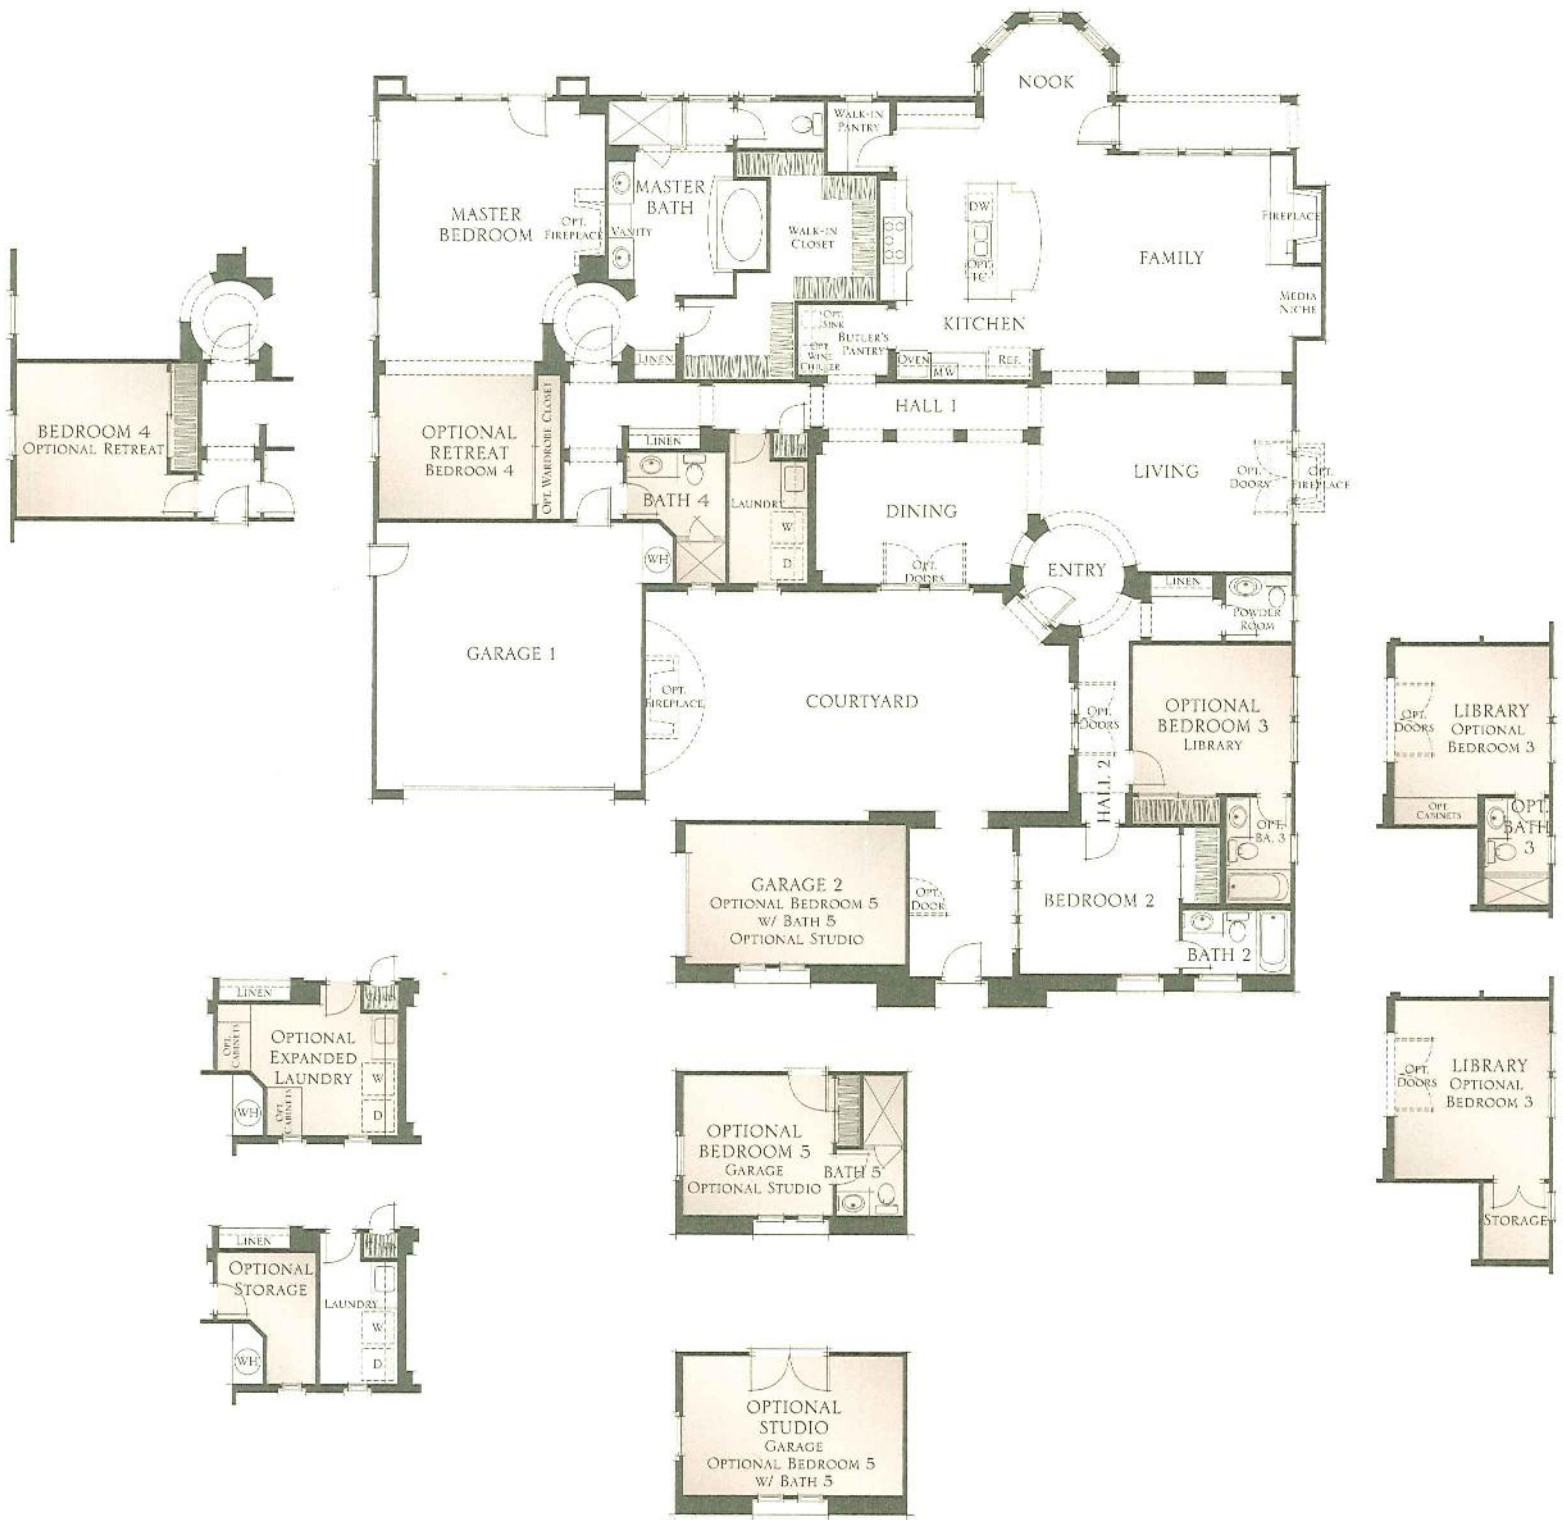 NOOK
WALK-IN
PANTRY
MASTER
BATH
MASTER
BEDROOM
OPT.
FIREPLACE
VANITY
WALK-IN
CLOSET
DW
OPT.
FIREPLACE
FAMILY
MEDIA
NICHE
KITCHEN
OPT.
SINK
BUTLER'S
PANTRY
OPT.
WINE
CHILLER
OVEN
MW
REF.
LINEN
BEDROOM 4
OPTIONAL RETREAT
OPTIONAL
RETREAT
BEDROOM 4
OPT. WARDROBE CLOSET
HALL 1
LINEN
BATH 4
LAUNDRY
W
D
WH
DINING
OPT.
DOORS
LIVING
OPT.
DOORS
OPT.
FIREPLACE
ENTRY
LINEN
POWDER
ROOM
GARAGE 1
OPT.
FIREPLACE
COURTYARD
OPT.
DOORS
HALL 2
OPTIONAL
BEDROOM 3
LIBRARY
OPT.
BA. 3
OPT.
DOORS
LIBRARY
OPTIONAL
BEDROOM 3
OPT.
CABINETS
OPT.
BATH
3
GARAGE 2
OPTIONAL BEDROOM 5
W/ BATH 5
OPTIONAL STUDIO
OPT.
DOOR
BEDROOM 2
BATH 2
LINEN
OPT.
CABINETS
OPTIONAL
EXPANDED
LAUNDRY
OPT.
CABINETS
W
D
WH
OPT.
DOORS
LIBRARY
OPTIONAL
BEDROOM 3
STORAGE
OPTIONAL
BEDROOM 5
GARAGE
OPTIONAL STUDIO
BATH 5
LINEN
OPTIONAL
STORAGE
LAUNDRY
W
D
WH
OPTIONAL
STUDIO
GARAGE
OPTIONAL BEDROOM 5
W/ BATH 5